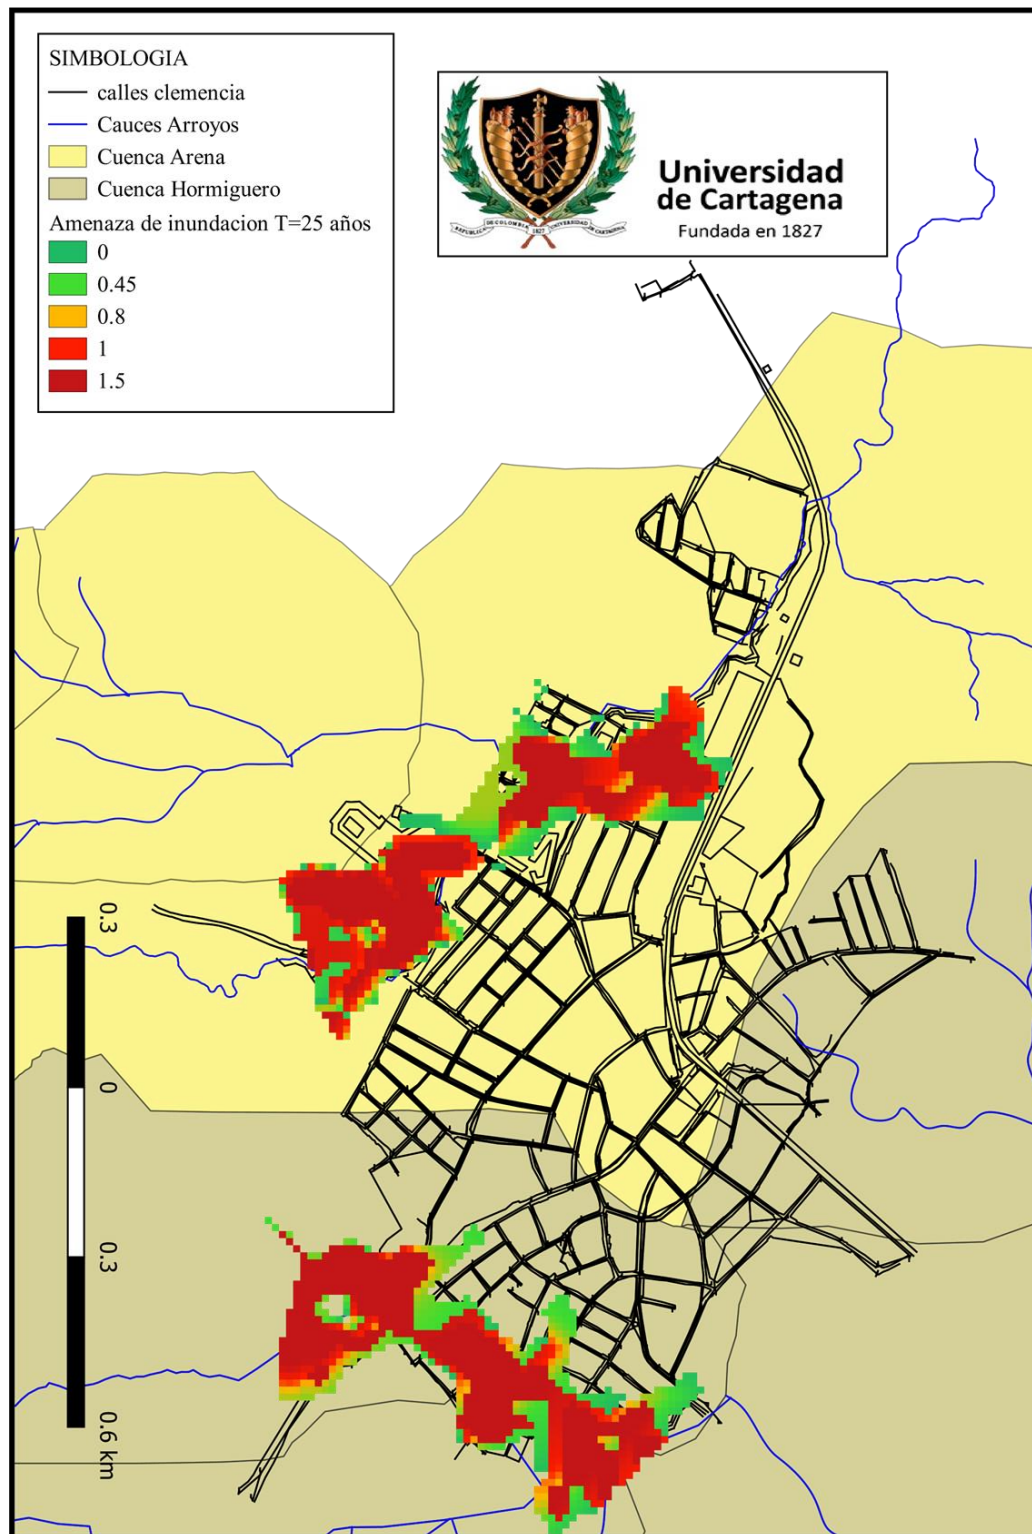 SIMBOLOGIA
calles clemencia
Cauces Arroyos
Cuenca Arena
Cuenca Hormiguero
Amenaza de inundacion T=25 años
0
0.45
0.8
1
1.5
Universidad
de Cartagena
Fundada en 1827
1827
0.3
0
0.3
0.6 km